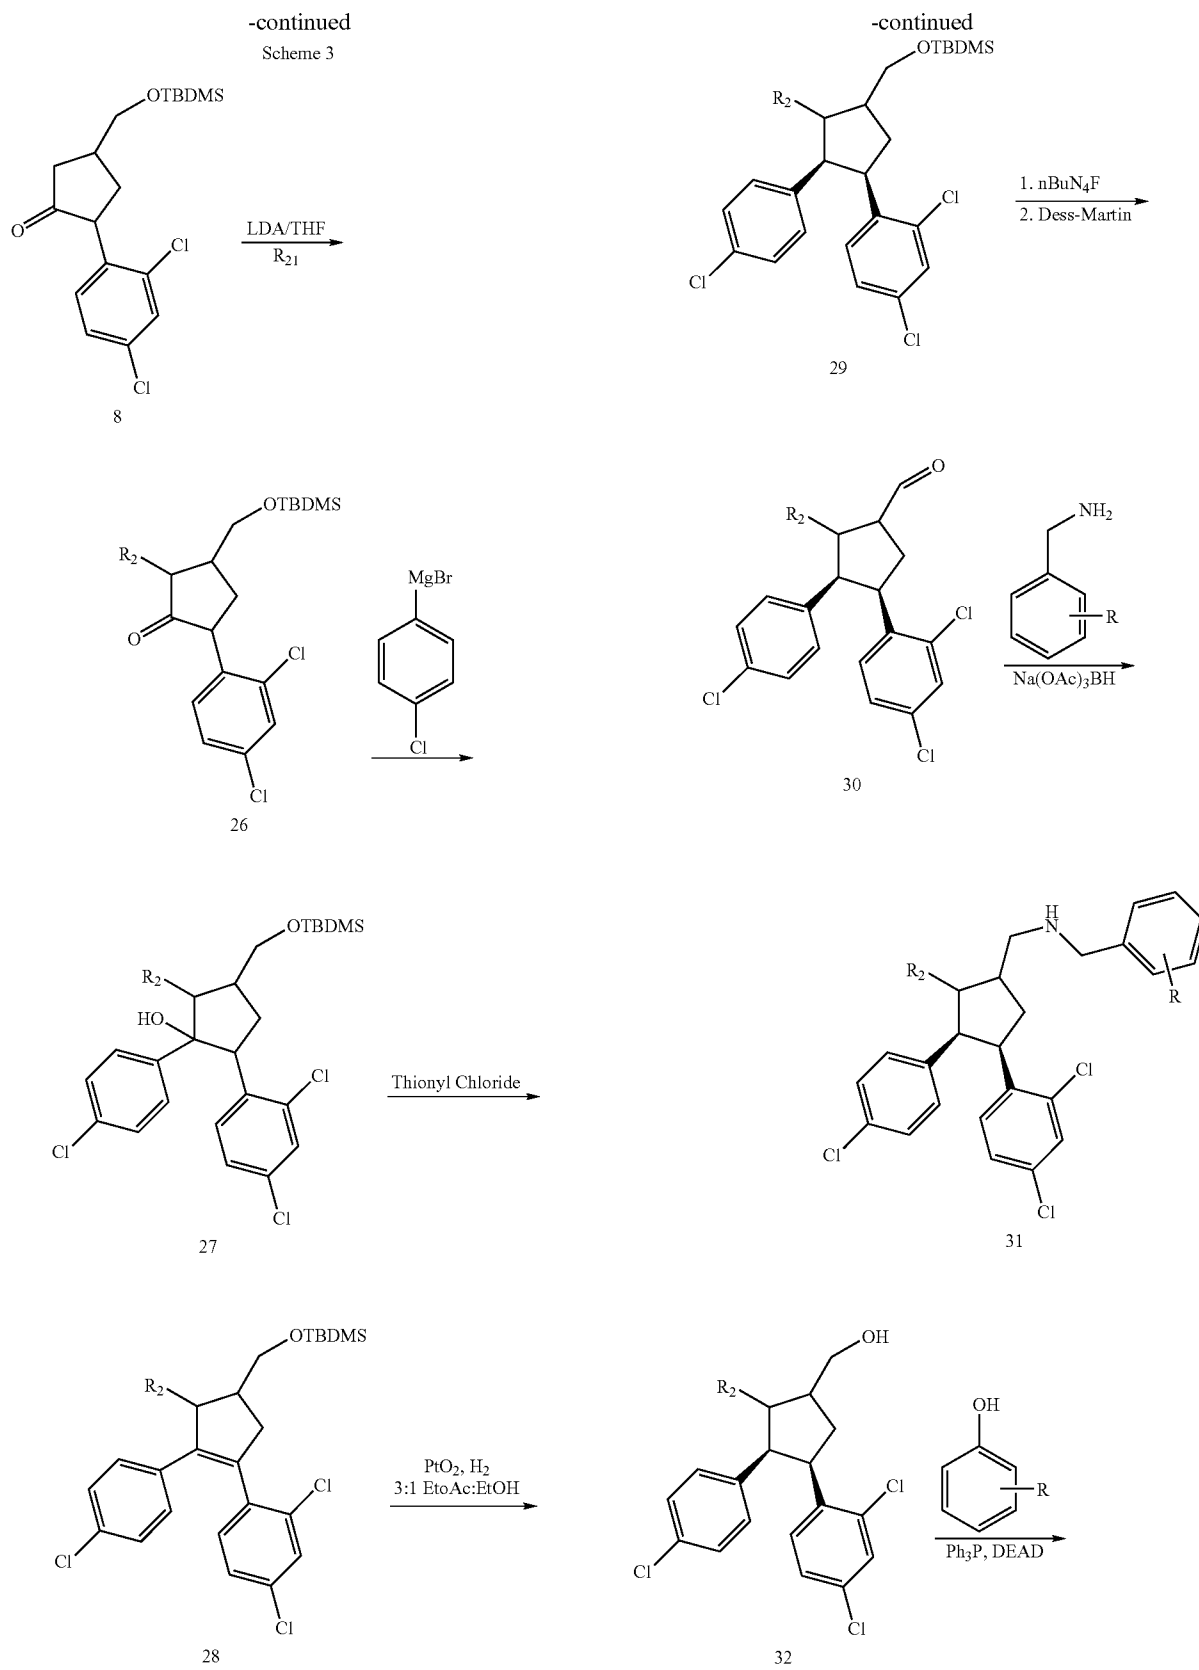 -continued
Scheme 3
OTBDMS
O
Cl
Cl
8
LDA/THF
R21
OTBDMS
R2
O
Cl
Cl
26
MgBr
Cl
OTBDMS
R2
HO
Cl
Cl
Cl
27
Thionyl Chloride
OTBDMS
R2
Cl
Cl
Cl
28
PtO2, H2
3:1 EtoAc:EtOH
-continued
OTBDMS
R2
Cl
Cl
Cl
29
1. nBuN4F
2. Dess-Martin
O
R2
Cl
Cl
Cl
30
NH2
R
Na(OAc)3BH
H
N
R2
R
Cl
Cl
Cl
31
OH
R2
Cl
Cl
Cl
32
OH
R
Ph3P, DEAD